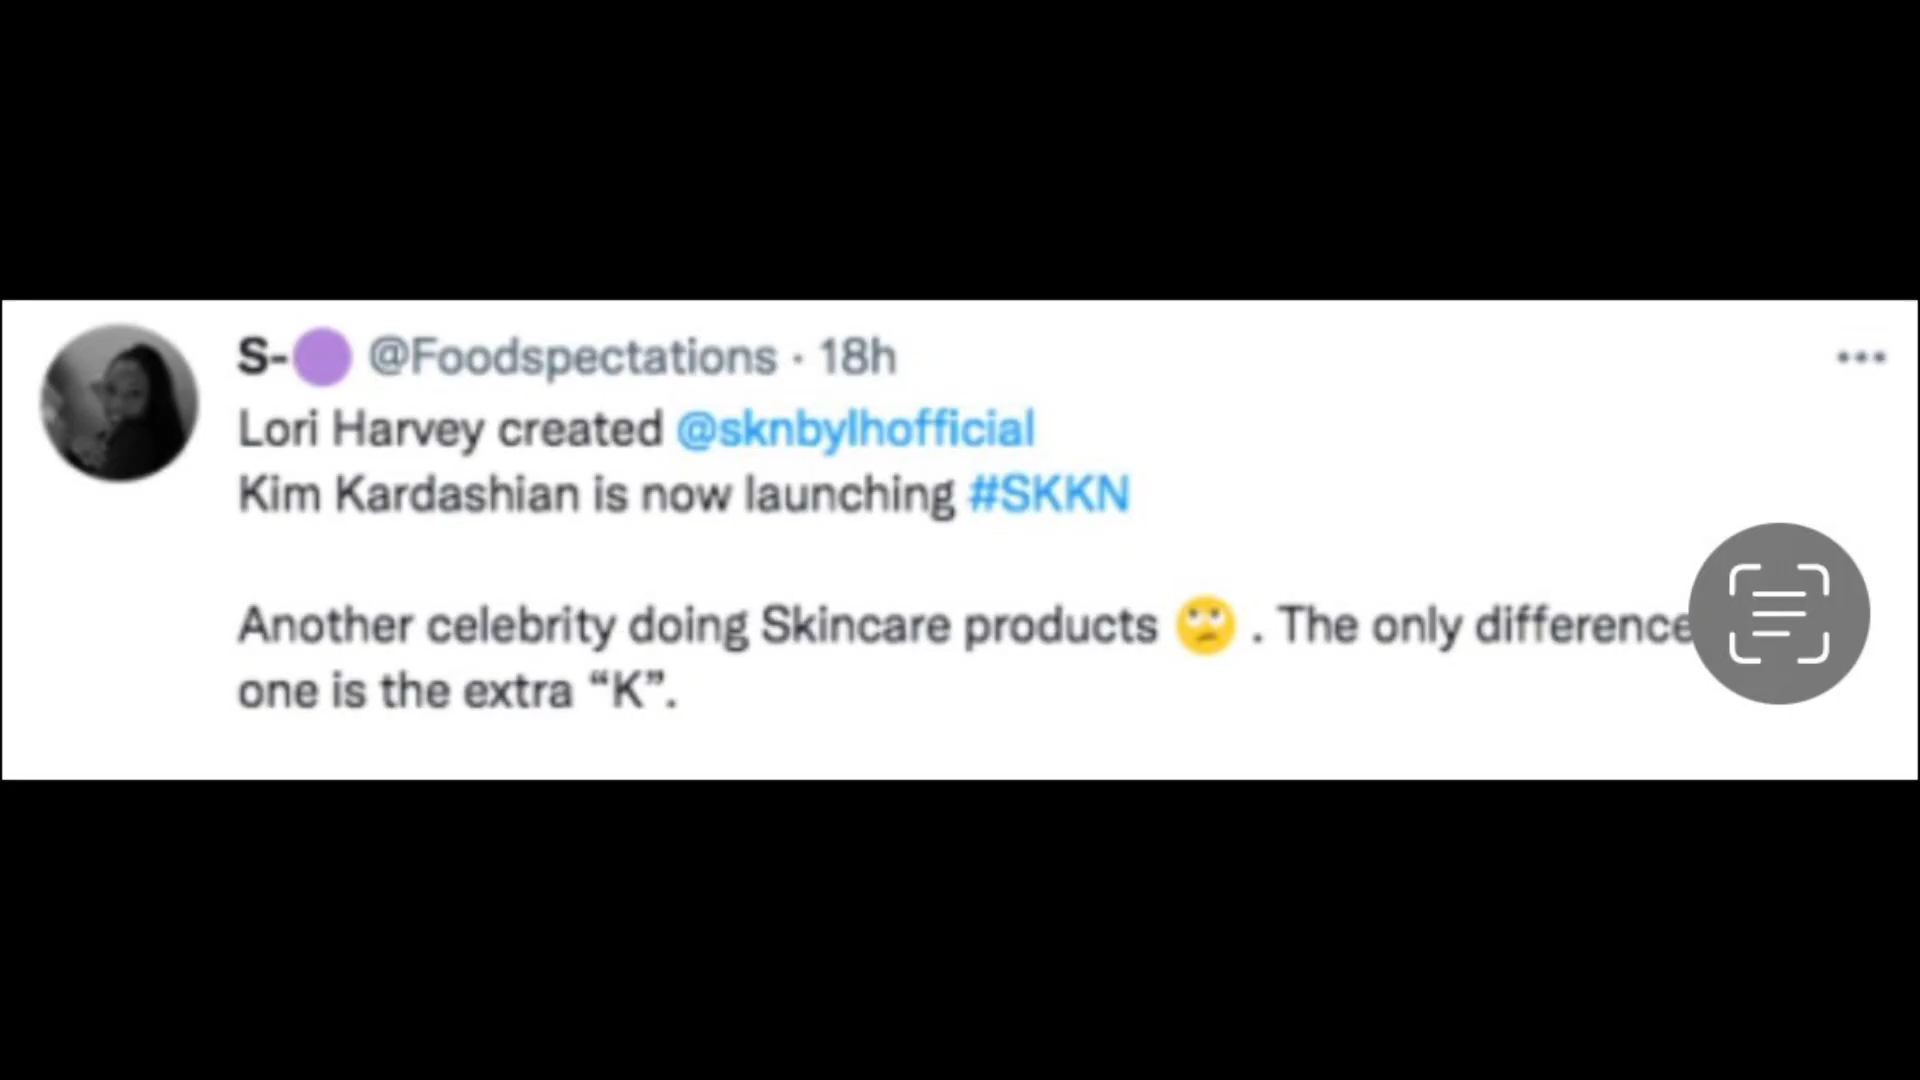 S-🟣 @Foodspectations · 18h
Lori Harvey created @sknbylhofficial
Kim Kardashian is now launching #SKKN
Another celebrity doing Skincare products 🙄 . The only difference
one is the extra “K”.